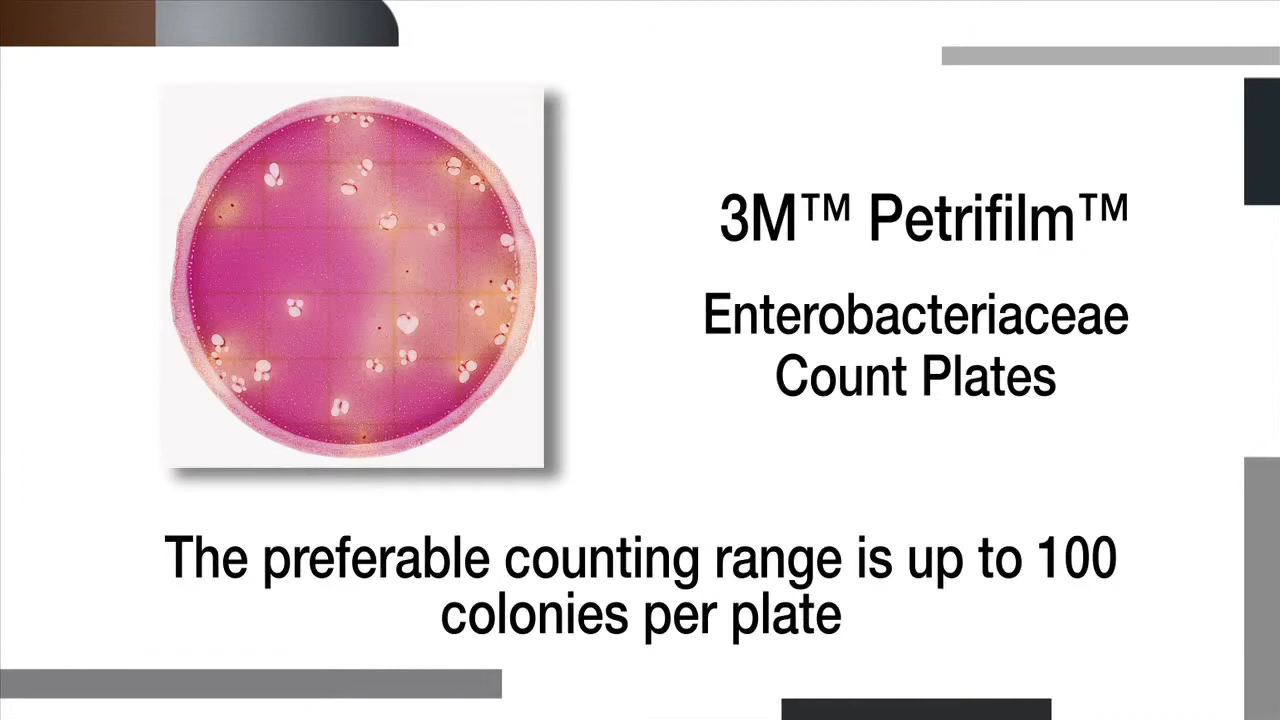 3M™ Petrifilm™
Enterobacteriaceae
Count Plates
The preferable counting range is up to 100
colonies per plate